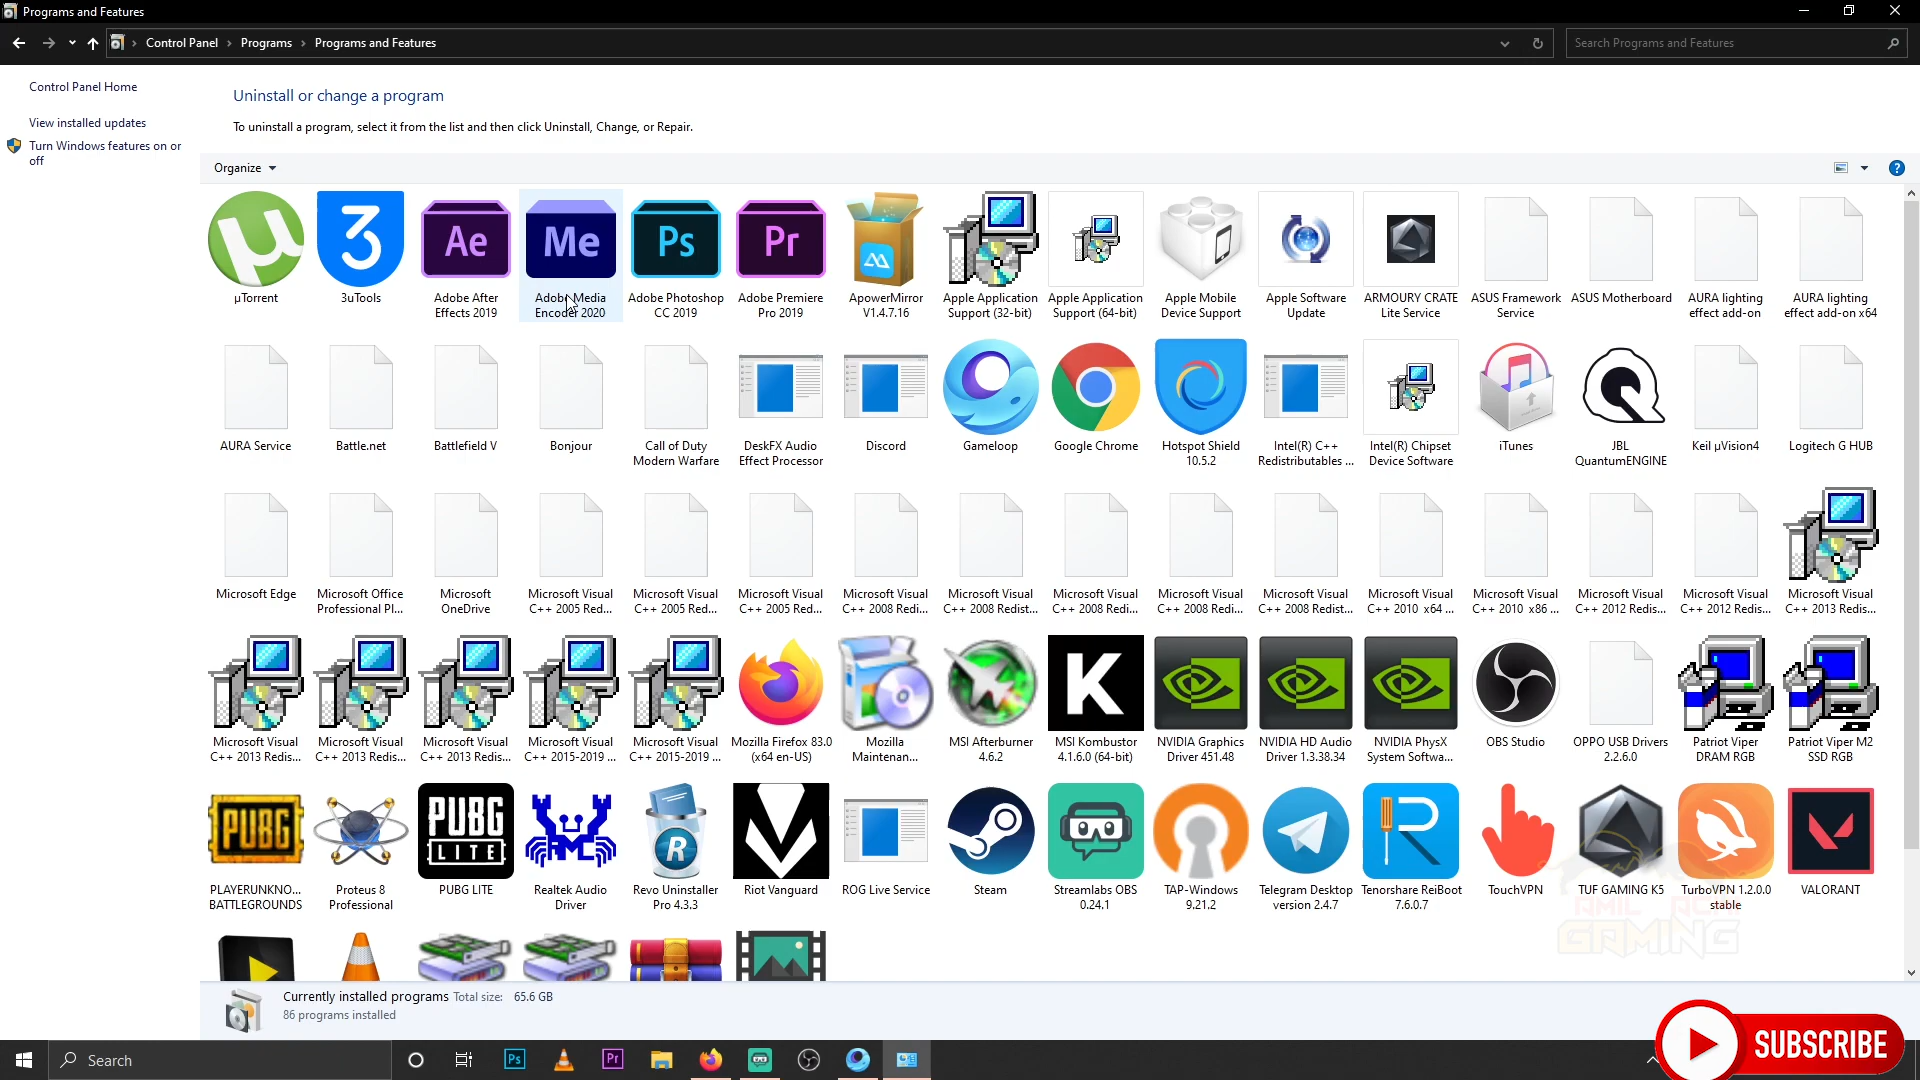 Programs and Features
Control Panel
Programs
Programs and Features
Search Programs and Features
Control Panel Home
View installed updates
Turn Windows features on or
off
Uninstall or change a program
To uninstall a program, select it from the list and then click Uninstall, Change, or Repair.
Organize
µTorrent
3uTools
Adobe After
Effects 2019
Adobe Media
Encoder 2020
Adobe Photoshop
CC 2019
Adobe Premiere
Pro 2019
ApowerMirror
V1.4.7.16
Apple Application
Support (32-bit)
Apple Application
Support (64-bit)
Apple Mobile
Device Support
Apple Software
Update
ARMOURY CRATE
Lite Service
ASUS Framework
Service
ASUS Motherboard
AURA lighting
effect add-on
AURA lighting
effect add-on x64
AURA Service
Battle.net
Battlefield V
Bonjour
Call of Duty
Modern Warfare
DeskFX Audio
Effect Processor
Discord
Gameloop
Google Chrome
Hotspot Shield
10.5.2
Intel(R) C++
Redistributables ...
Intel(R) Chipset
Device Software
iTunes
JBL
QuantumENGINE
Keil µVision4
Logitech G HUB
Microsoft Edge
Microsoft Office
Professional Pl...
Microsoft
OneDrive
Microsoft Visual
C++ 2005 Red...
Microsoft Visual
C++ 2005 Red...
Microsoft Visual
C++ 2005 Red...
Microsoft Visual
C++ 2008 Redi...
Microsoft Visual
C++ 2008 Redist...
Microsoft Visual
C++ 2008 Redi...
Microsoft Visual
C++ 2008 Redi...
Microsoft Visual
C++ 2008 Redist...
Microsoft Visual
C++ 2010 x64 ...
Microsoft Visual
C++ 2010 x86 ...
Microsoft Visual
C++ 2012 Redis...
Microsoft Visual
C++ 2012 Redis...
Microsoft Visual
C++ 2013 Redis...
Microsoft Visual
C++ 2013 Redis...
Microsoft Visual
C++ 2013 Redis...
Microsoft Visual
C++ 2013 Redis...
Microsoft Visual
C++ 2015-2019 ...
Microsoft Visual
C++ 2015-2019 ...
Mozilla Firefox 83.0
(x64 en-US)
Mozilla
Maintenan...
MSI Afterburner
4.6.2
MSI Kombustor
4.1.6.0 (64-bit)
NVIDIA Graphics
Driver 451.48
NVIDIA HD Audio
Driver 1.3.38.34
NVIDIA PhysX
System Softwa...
OBS Studio
OPPO USB Drivers
2.2.6.0
Patriot Viper
DRAM RGB
Patriot Viper M2
SSD RGB
PUBG
PUBG
LITE
PLAYERUNKNO...
BATTLEGROUNDS
Proteus 8
Professional
PUBG LITE
Realtek Audio
Driver
Revo Uninstaller
Pro 4.3.3
Riot Vanguard
ROG Live Service
Steam
Streamlabs OBS
0.24.1
TAP-Windows
9.21.2
Telegram Desktop
version 2.4.7
Tenorshare ReiBoot
7.6.0.7
TouchVPN
TUF GAMING K5
TurboVPN 1.2.0.0
stable
VALORANT
GAMING
Currently installed programs Total size: 65.6 GB
86 programs installed
Search
SUBSCRIBE